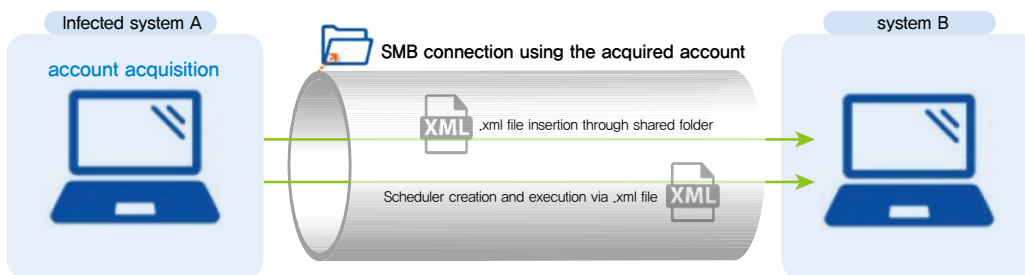 Infected system A
account acquisition
SMB connection using the acquired account
XML
.xml file insertion through shared folder
Scheduler creation and execution via .xml file
XML
system B